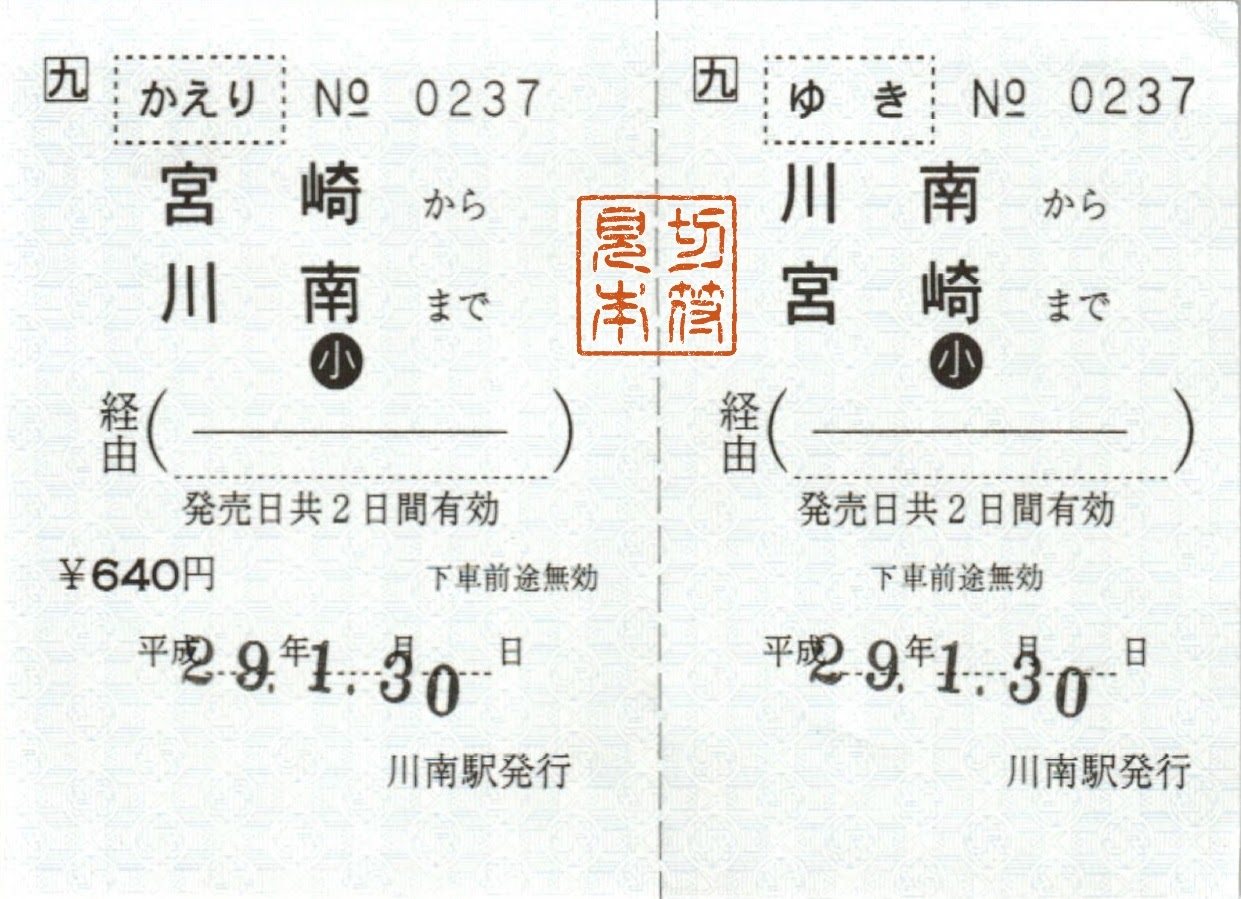 九 かえり No 0237
宮崎から
川南まで
小
経由( )
発売日共2日間有効
¥640円 下車前途無効
平成29.年1.月30日
川南駅発行
九 ゆき No 0237
川南から
宮崎まで
小
経由( )
発売日共2日間有効
下車前途無効
平成29.年1.月30日
川南駅発行
切符
見本